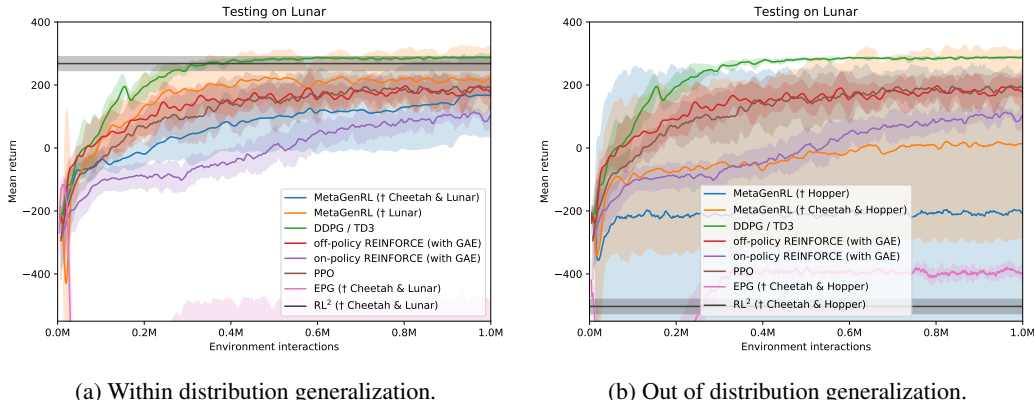 Testing on Lunar
400
200
0
−200
−400
Mean return
0.0M 0.2M 0.4M 0.6M 0.8M 1.0M
Environment interactions
MetaGenRL († Cheetah & Lunar)
MetaGenRL († Lunar)
DDPG / TD3
off-policy REINFORCE (with GAE)
on-policy REINFORCE (with GAE)
PPO
EPG († Cheetah & Lunar)
RL² († Cheetah & Lunar)
(a) Within distribution generalization.
Testing on Lunar
400
200
0
−200
−400
Mean return
0.0M 0.2M 0.4M 0.6M 0.8M 1.0M
Environment interactions
MetaGenRL († Hopper)
MetaGenRL († Cheetah & Hopper)
DDPG / TD3
off-policy REINFORCE (with GAE)
on-policy REINFORCE (with GAE)
PPO
EPG († Cheetah & Hopper)
RL² († Cheetah & Hopper)
(b) Out of distribution generalization.